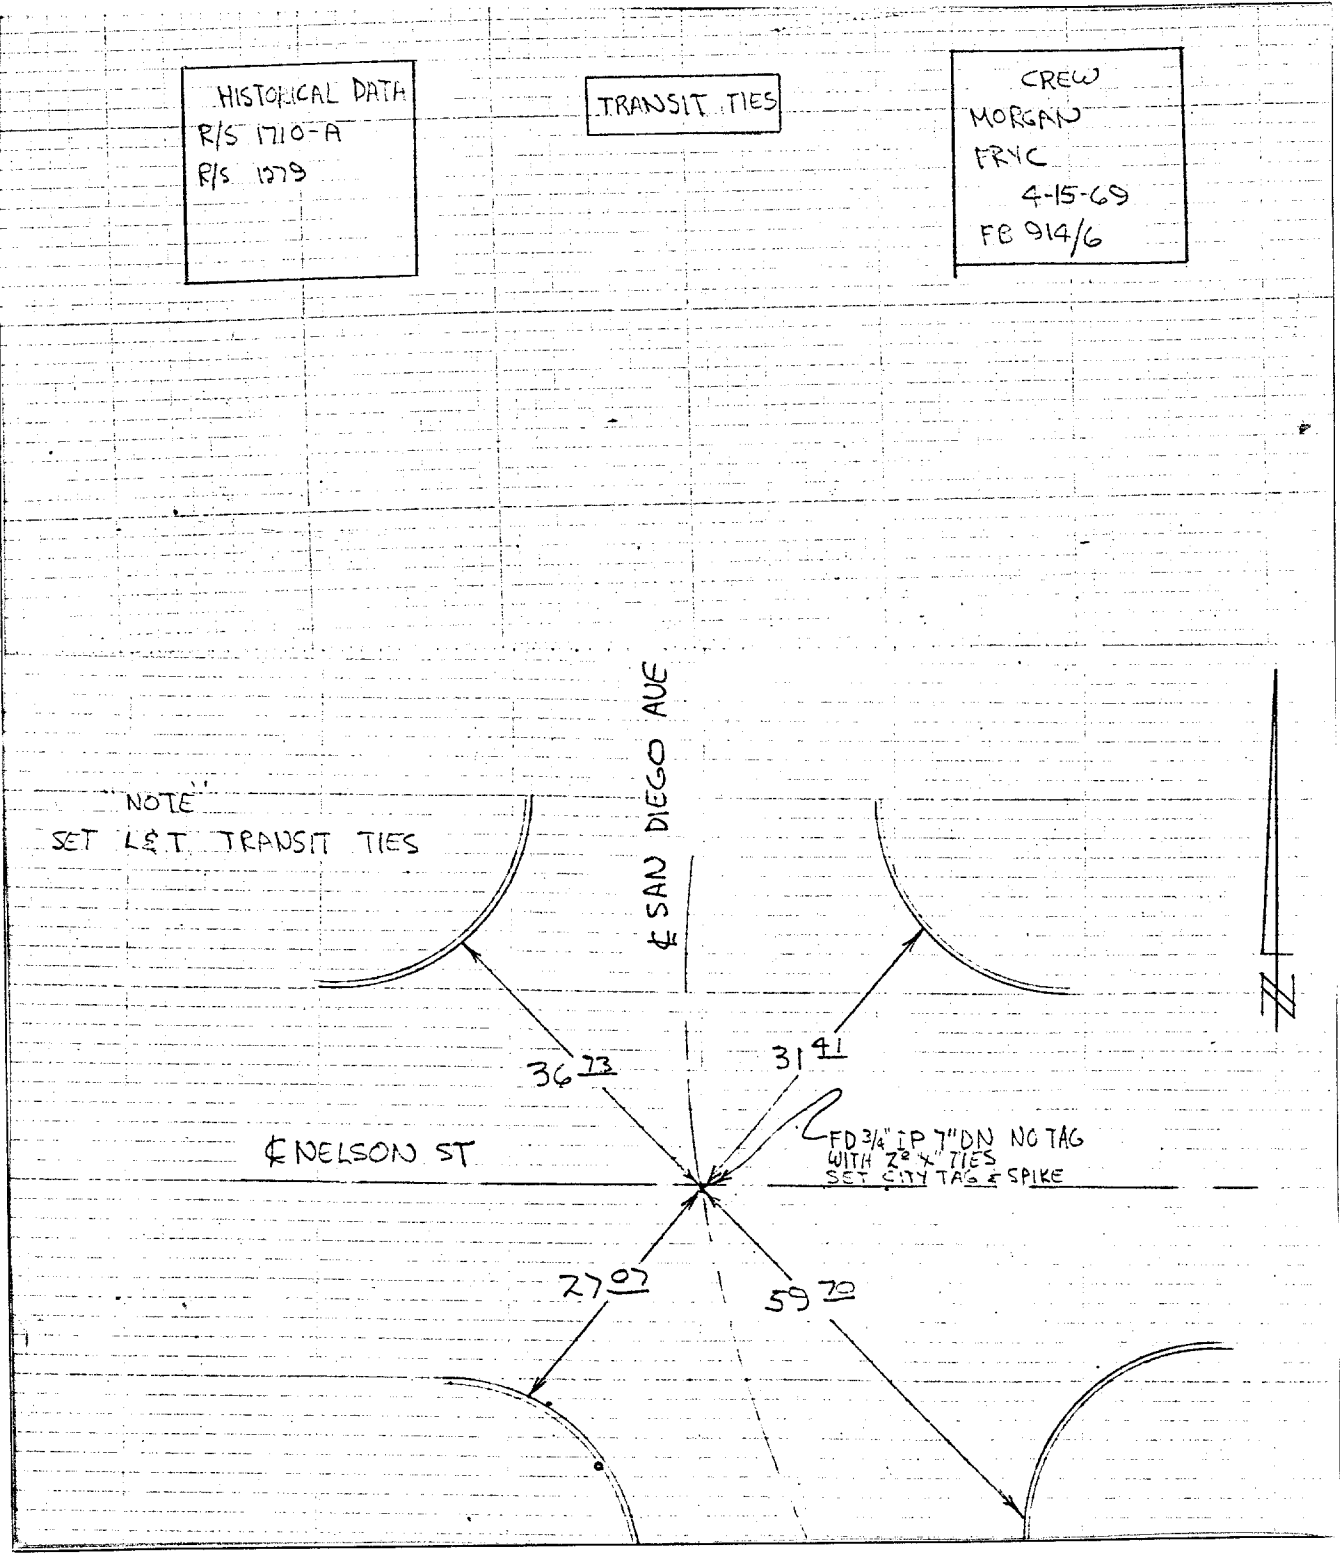 HISTORICAL DATA
R/S 1710-A
R/S 1279
TRANSIT TIES
CREW
MORGAN
FRYC
4-15-69
FB 914/6
℄ SAN DIEGO AVE
"NOTE"
SET L&T TRANSIT TIES
36 73
31 41
℄ NELSON ST
FD 3/4" IP 7" DN NO TAG
WITH "X" TIES
SET CITY TAG & SPIKE
27 07
59 70
N